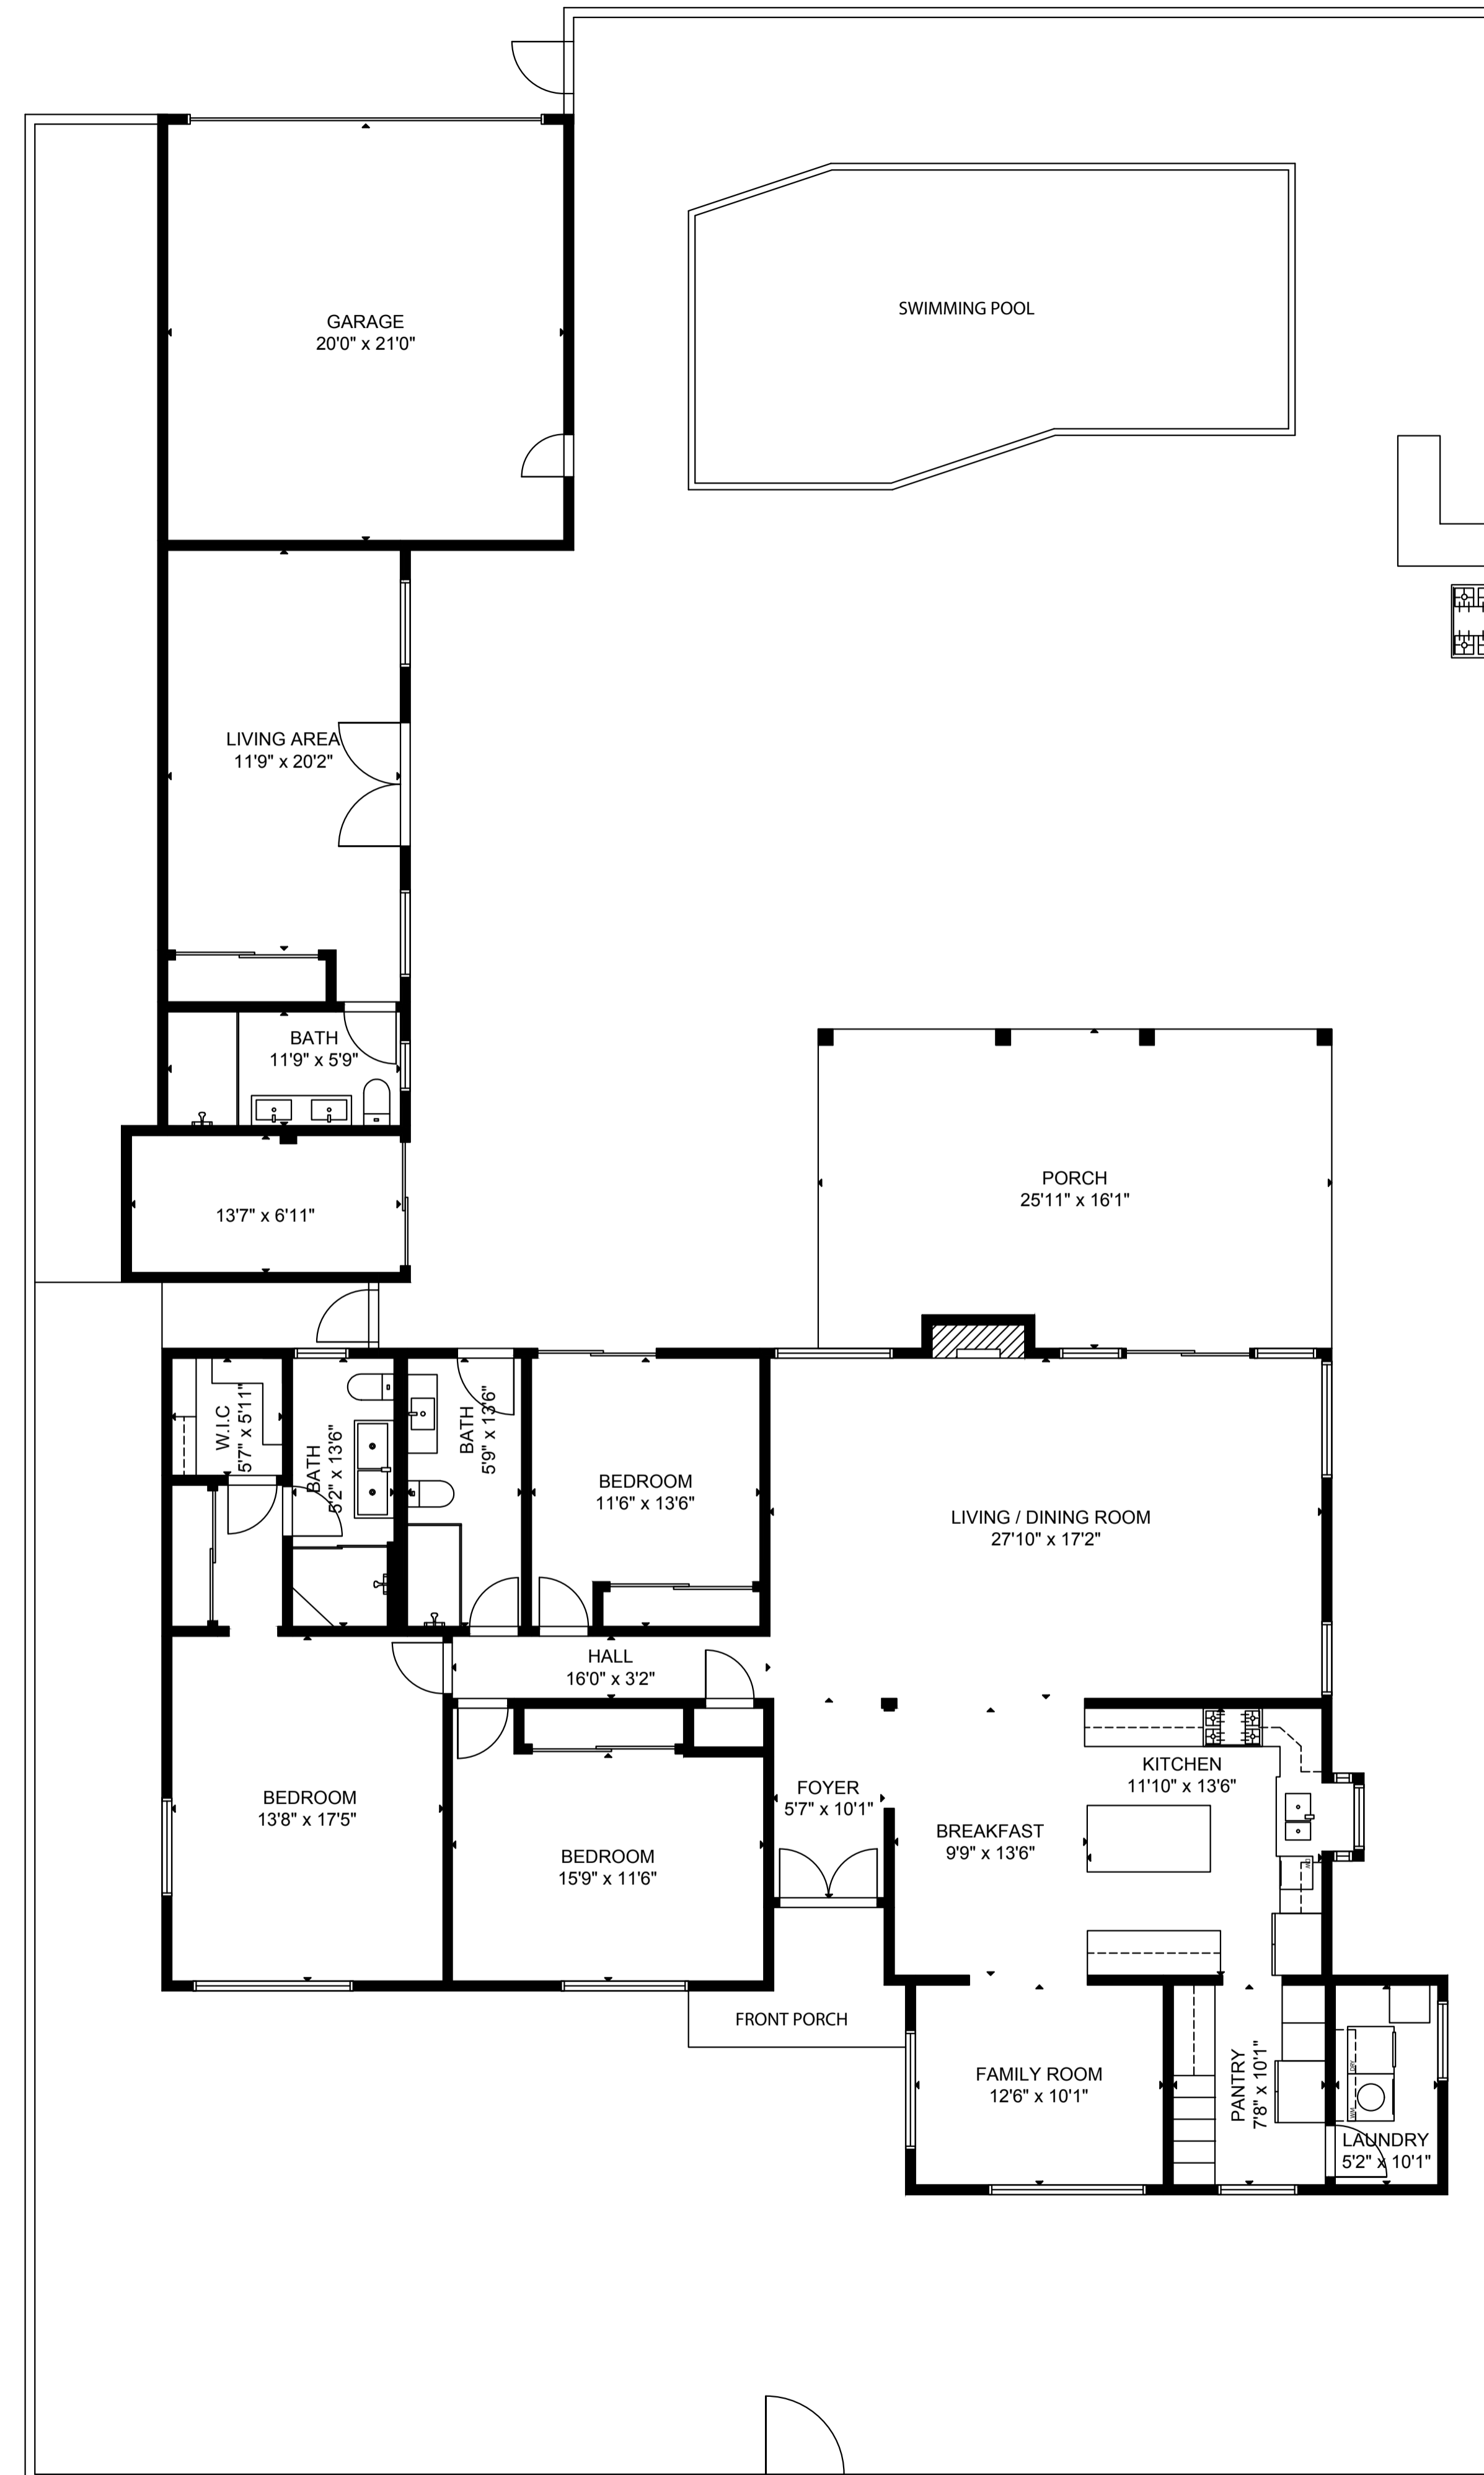 GARAGE
20'0" x 21'0"
SWIMMING POOL
LIVING AREA
11'9" x 20'2"
BATH
11'9" x 5'9"
13'7" x 6'11"
PORCH
25'11" x 16'1"
W.I.C
5'7" x 5'11"
BATH
5'2" x 13'6"
BATH
5'9" x 13'6"
BEDROOM
11'6" x 13'6"
LIVING / DINING ROOM
27'10" x 17'2"
HALL
16'0" x 3'2"
BEDROOM
13'8" x 17'5"
BEDROOM
15'9" x 11'6"
FOYER
5'7" x 10'1"
BREAKFAST
9'9" x 13'6"
KITCHEN
11'10" x 13'6"
DW
FRONT PORCH
FAMILY ROOM
12'6" x 10'1"
PANTRY
7'8" x 10'1"
DRY
WM
LAUNDRY
5'2" x 10'1"